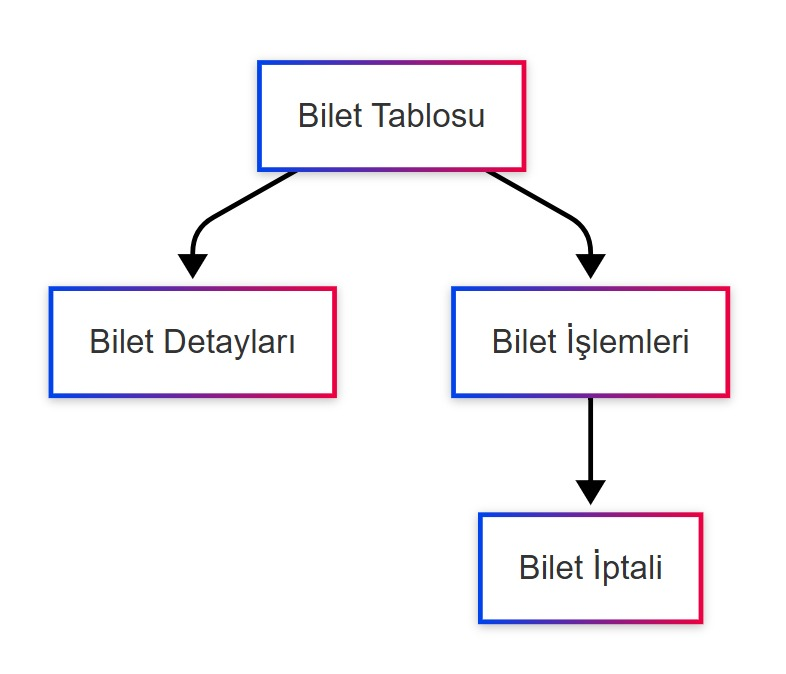 Bilet Tablosu
Bilet Detayları
Bilet İşlemleri
Bilet İptali